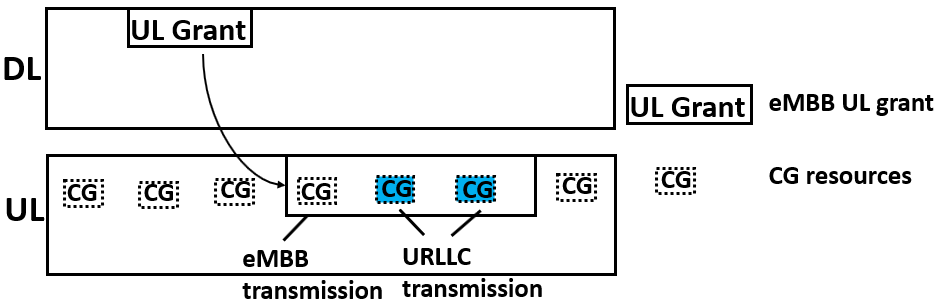 UL Grant
DL
UL Grant
eMBB UL grant
UL
CG
CG
CG
CG
CG
CG
CG
CG
CG resources
eMBB
transmission
URLLC
transmission